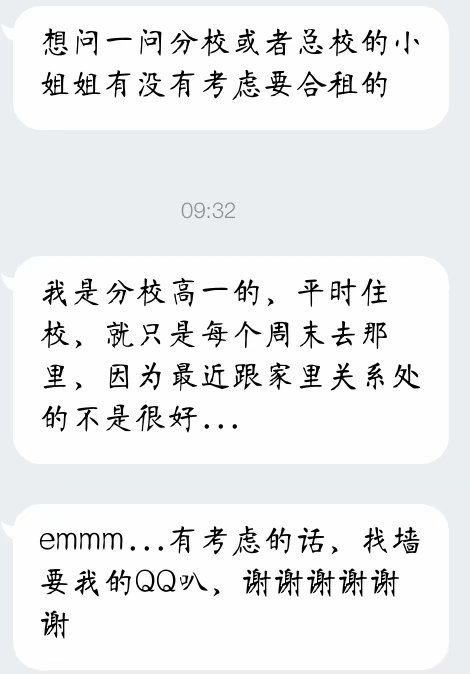 想问一问分校或者总校的小
姐姐有没有考虑要合租的
09:32
我是分校高一的，平时住
校，就只是每个周末去那
里，因为最近跟家里关系处
的不是很好...
emmm...有考虑的话，找墙
要我的QQ叭，谢谢谢谢谢
谢